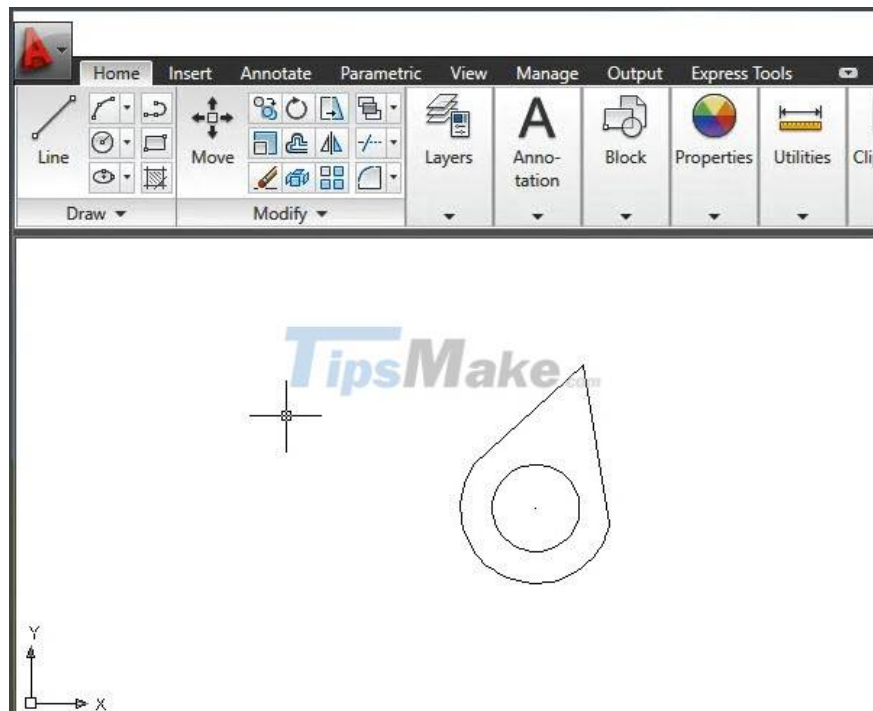 Home Insert Annotate Parametric View Manage Output Express Tools
Line Move Layers Anno-
tation Block Properties Utilities
Draw Modify
TipsMake.com
Y
X